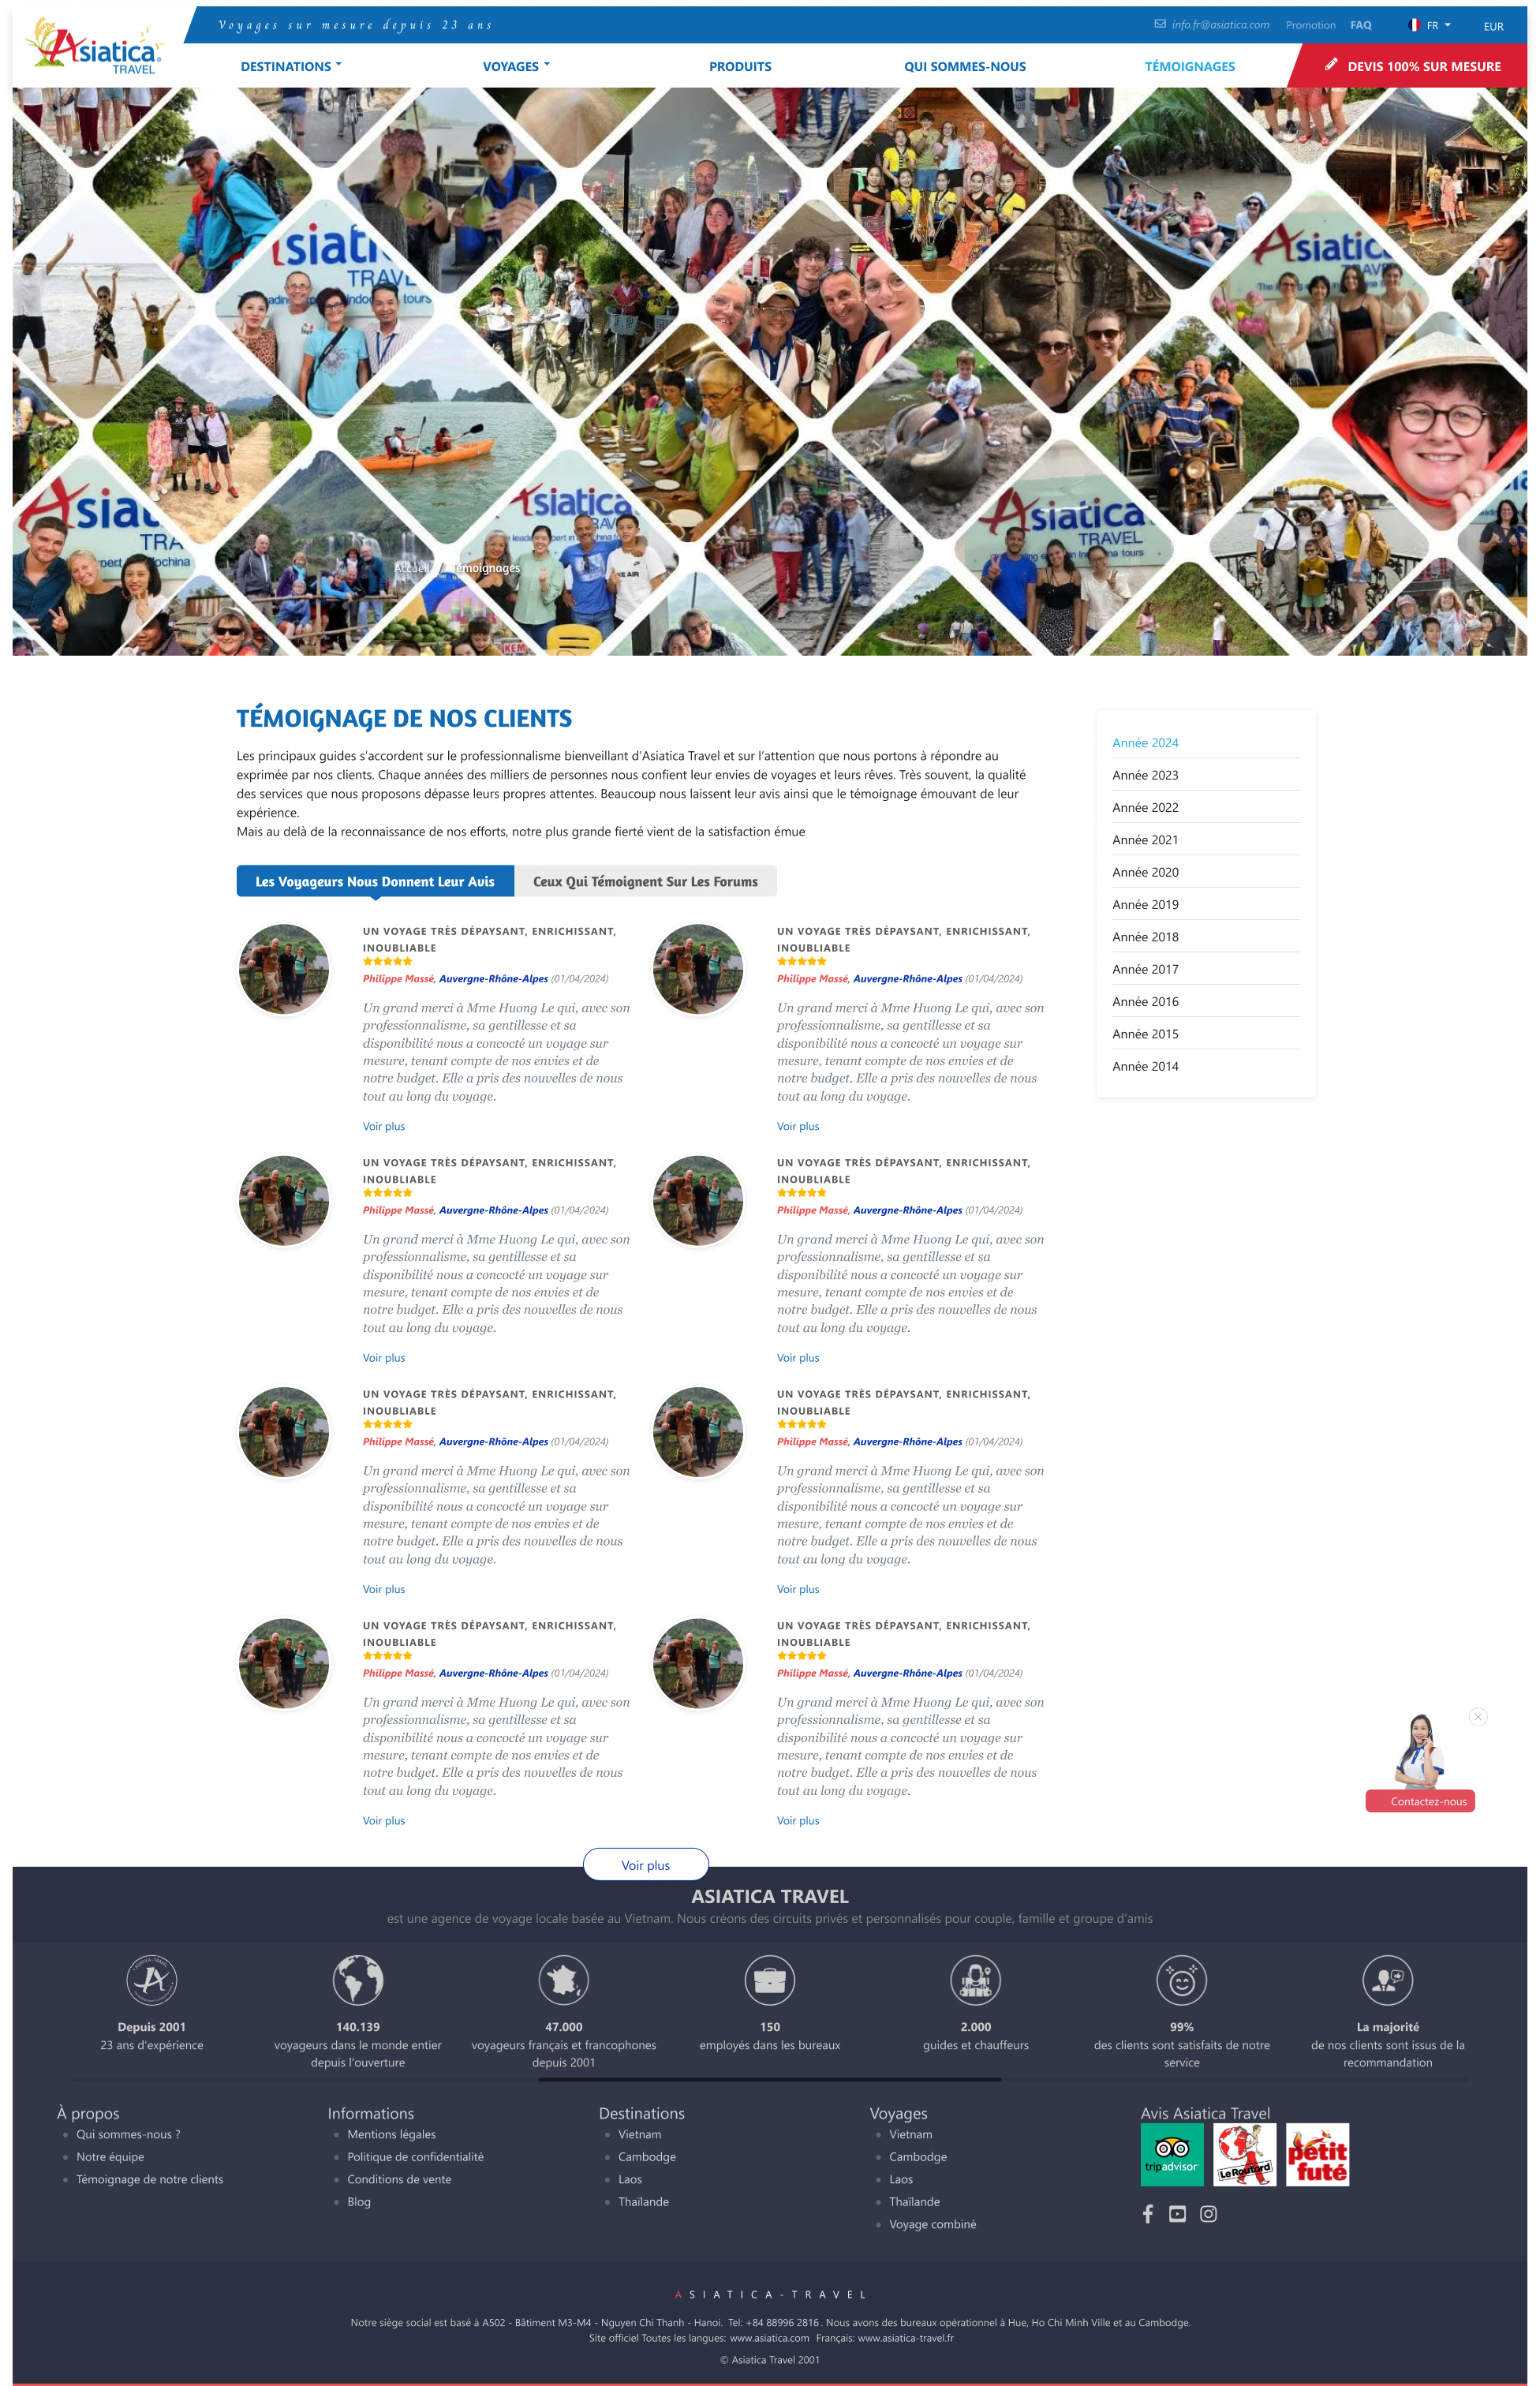 Asiatica
TRAVEL
Voyages sur mesure depuis 23 ans
info.fr@asiatica.com
Promotion
FAQ
FR
EUR
DESTINATIONS
VOYAGES
PRODUITS
QUI SOMMES-NOUS
TÉMOIGNAGES
DEVIS 100% SUR MESURE
Accueil / Témoignages
TÉMOIGNAGE DE NOS CLIENTS
Les principaux guides s'accordent sur le professionnalisme bienveillant d'Asiatica Travel et sur l'attention que nous portons à répondre au
exprimée par nos clients. Chaque années des milliers de personnes nous confient leur envies de voyages et leurs rêves. Très souvent, la qualité
des services que nous proposons dépasse leurs propres attentes. Beaucoup nous laissent leur avis ainsi que le témoignage émouvant de leur
expérience.
Mais au delà de la reconnaissance de nos efforts, notre plus grande fierté vient de la satisfaction émue
Année 2024
Année 2023
Année 2022
Année 2021
Année 2020
Année 2019
Année 2018
Année 2017
Année 2016
Année 2015
Année 2014
Les Voyageurs Nous Donnent Leur Avis
Ceux Qui Témoignent Sur Les Forums
UN VOYAGE TRÈS DÉPAYSANT, ENRICHISSANT,
INOUBLIABLE
Philippe Massé, Auvergne-Rhône-Alpes (01/04/2024)
Un grand merci à Mme Huong Le qui, avec son
professionnalisme, sa gentillesse et sa
disponibilité nous a concocté un voyage sur
mesure, tenant compte de nos envies et de
notre budget. Elle a pris des nouvelles de nous
tout au long du voyage.
Voir plus
UN VOYAGE TRÈS DÉPAYSANT, ENRICHISSANT,
INOUBLIABLE
Philippe Massé, Auvergne-Rhône-Alpes (01/04/2024)
Un grand merci à Mme Huong Le qui, avec son
professionnalisme, sa gentillesse et sa
disponibilité nous a concocté un voyage sur
mesure, tenant compte de nos envies et de
notre budget. Elle a pris des nouvelles de nous
tout au long du voyage.
Voir plus
UN VOYAGE TRÈS DÉPAYSANT, ENRICHISSANT,
INOUBLIABLE
Philippe Massé, Auvergne-Rhône-Alpes (01/04/2024)
Un grand merci à Mme Huong Le qui, avec son
professionnalisme, sa gentillesse et sa
disponibilité nous a concocté un voyage sur
mesure, tenant compte de nos envies et de
notre budget. Elle a pris des nouvelles de nous
tout au long du voyage.
Voir plus
UN VOYAGE TRÈS DÉPAYSANT, ENRICHISSANT,
INOUBLIABLE
Philippe Massé, Auvergne-Rhône-Alpes (01/04/2024)
Un grand merci à Mme Huong Le qui, avec son
professionnalisme, sa gentillesse et sa
disponibilité nous a concocté un voyage sur
mesure, tenant compte de nos envies et de
notre budget. Elle a pris des nouvelles de nous
tout au long du voyage.
Voir plus
UN VOYAGE TRÈS DÉPAYSANT, ENRICHISSANT,
INOUBLIABLE
Philippe Massé, Auvergne-Rhône-Alpes (01/04/2024)
Un grand merci à Mme Huong Le qui, avec son
professionnalisme, sa gentillesse et sa
disponibilité nous a concocté un voyage sur
mesure, tenant compte de nos envies et de
notre budget. Elle a pris des nouvelles de nous
tout au long du voyage.
Voir plus
UN VOYAGE TRÈS DÉPAYSANT, ENRICHISSANT,
INOUBLIABLE
Philippe Massé, Auvergne-Rhône-Alpes (01/04/2024)
Un grand merci à Mme Huong Le qui, avec son
professionnalisme, sa gentillesse et sa
disponibilité nous a concocté un voyage sur
mesure, tenant compte de nos envies et de
notre budget. Elle a pris des nouvelles de nous
tout au long du voyage.
Voir plus
UN VOYAGE TRÈS DÉPAYSANT, ENRICHISSANT,
INOUBLIABLE
Philippe Massé, Auvergne-Rhône-Alpes (01/04/2024)
Un grand merci à Mme Huong Le qui, avec son
professionnalisme, sa gentillesse et sa
disponibilité nous a concocté un voyage sur
mesure, tenant compte de nos envies et de
notre budget. Elle a pris des nouvelles de nous
tout au long du voyage.
Voir plus
UN VOYAGE TRÈS DÉPAYSANT, ENRICHISSANT,
INOUBLIABLE
Philippe Massé, Auvergne-Rhône-Alpes (01/04/2024)
Un grand merci à Mme Huong Le qui, avec son
professionnalisme, sa gentillesse et sa
disponibilité nous a concocté un voyage sur
mesure, tenant compte de nos envies et de
notre budget. Elle a pris des nouvelles de nous
tout au long du voyage.
Voir plus
Contactez-nous
Voir plus
ASIATICA TRAVEL
est une agence de voyage locale basée au Vietnam. Nous créons des circuits privés et personnalisés pour couple, famille et groupe d'amis
Depuis 2001
23 ans d'expérience
140.139
voyageurs dans le monde entier
depuis l'ouverture
47.000
voyageurs français et francophones
depuis 2001
150
employés dans les bureaux
2.000
guides et chauffeurs
99%
des clients sont satisfaits de notre
service
La majorité
de nos clients sont issus de la
recommandation
À propos
Qui sommes-nous ?
Notre équipe
Témoignage de notre clients
Informations
Mentions légales
Politique de confidentialité
Conditions de vente
Blog
Destinations
Vietnam
Cambodge
Laos
Thaïlande
Voyages
Vietnam
Cambodge
Laos
Thaïlande
Voyage combiné
Avis Asiatica Travel
tripadvisor
Le Routard
petit
futé
ASIATICA-TRAVEL
Notre siège social est basé à A502 - Bâtiment M3-M4 - Nguyen Chi Thanh - Hanoi. Tel: +84 88996 2816. Nous avons des bureaux opérationnel à Hue, Ho Chi Minh Ville et au Cambodge.
Site officiel Toutes les langues: www.asiatica.com Français: www.asiatica-travel.fr
© Asiatica Travel 2001